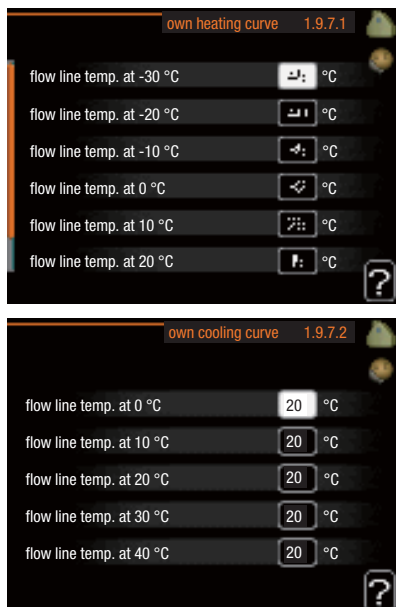 own heating curve 1.9.7.1
flow line temp. at -30 °C °C
flow line temp. at -20 °C °C
flow line temp. at -10 °C °C
flow line temp. at 0 °C °C
flow line temp. at 10 °C °C
flow line temp. at 20 °C °C
?
own cooling curve 1.9.7.2
flow line temp. at 0 °C 20 °C
flow line temp. at 10 °C 20 °C
flow line temp. at 20 °C 20 °C
flow line temp. at 30 °C 20 °C
flow line temp. at 40 °C 20 °C
?